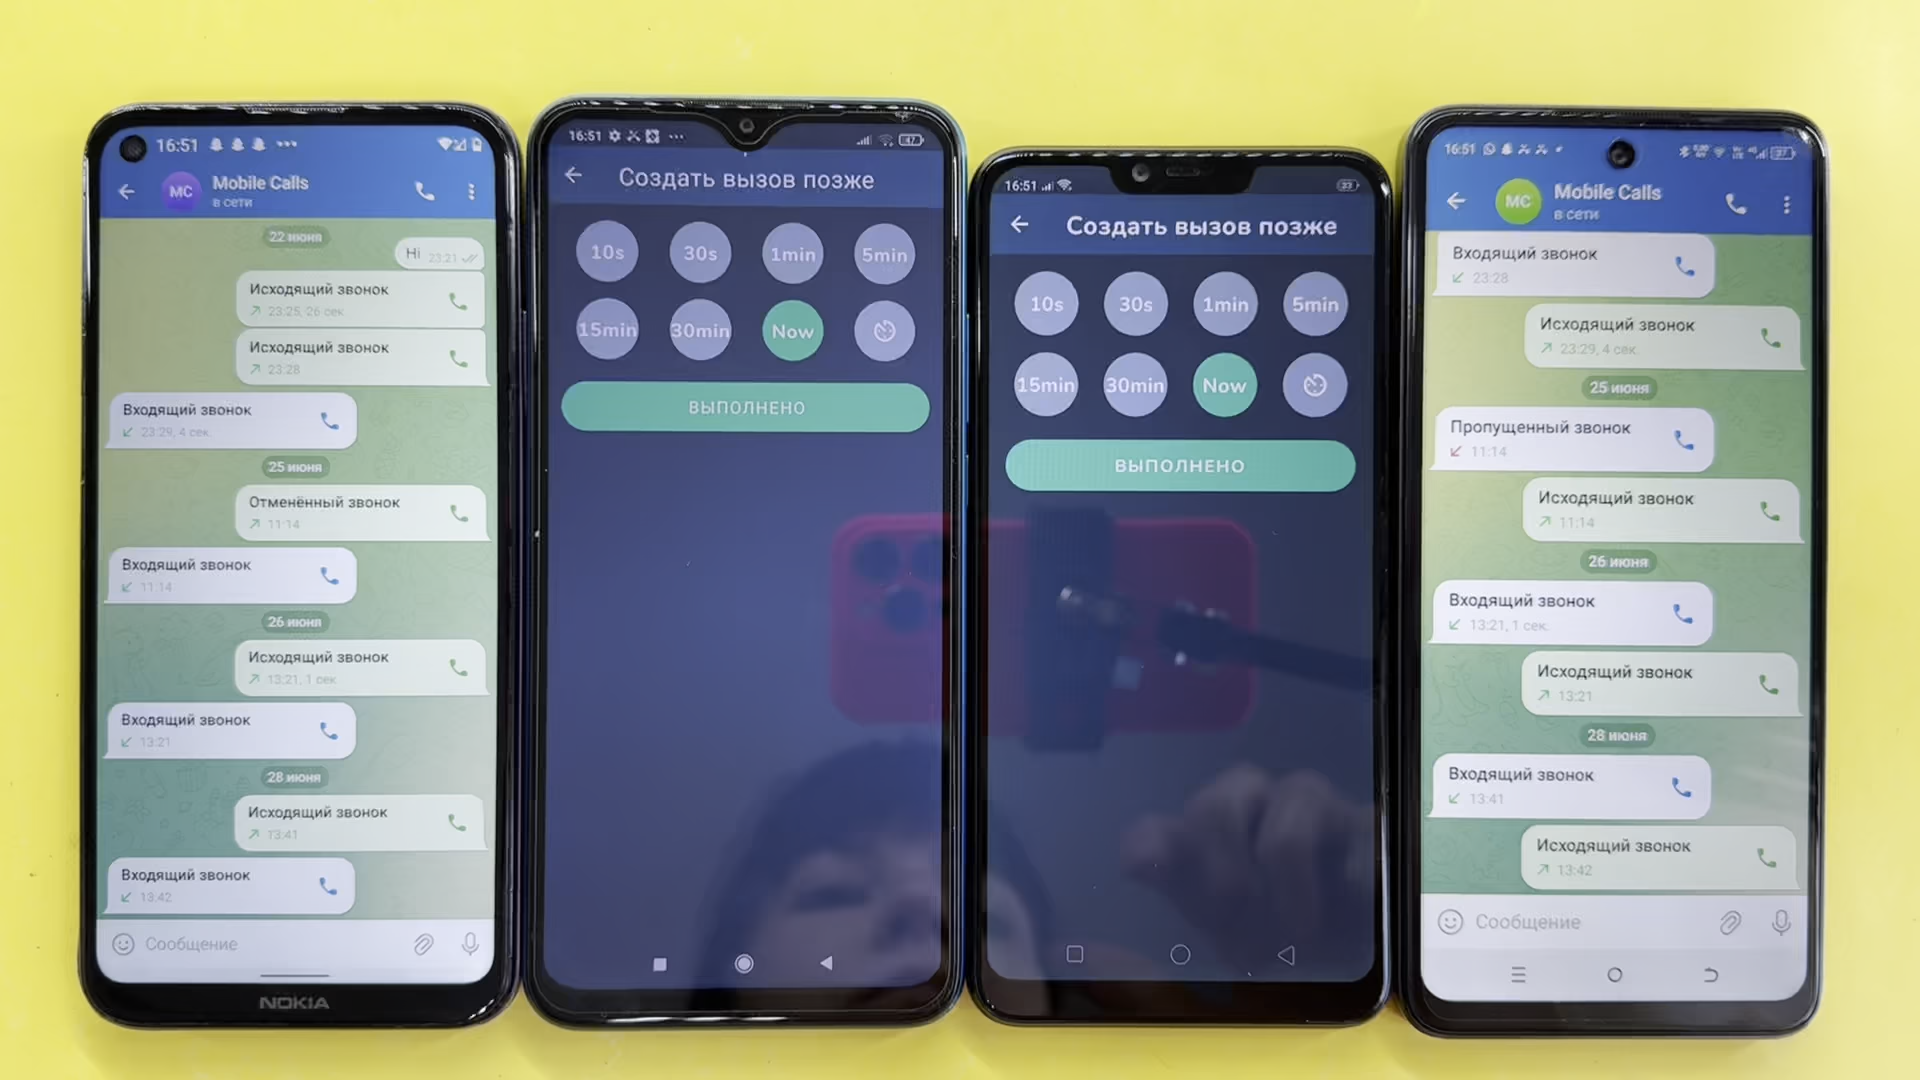 16:51
Mobile Calls
MC
в сети
22 июня
Hi 23:21
Исходящий звонок
23:25, 26 сек
Исходящий звонок
23:28
Входящий звонок
23:29, 4 сек.
25 июня
Отменённый звонок
11:14
Входящий звонок
11:14
26 июня
Исходящий звонок
13:21, 1 сек
Входящий звонок
13:21
28 июня
Исходящий звонок
13:41
Входящий звонок
13:42
Сообщение
NOKIA
16:51 47
Создать вызов позже
10s 30s 1min 5min
15min 30min Now
ВЫПОЛНЕНО
16:51 33
Создать вызов позже
10s 30s 1min 5min
15min 30min Now
ВЫПОЛНЕНО
16:51
Mobile Calls
MC
в сети
Входящий звонок
23:28
Исходящий звонок
23:29, 4 сек.
25 июня
Пропущенный звонок
11:14
Исходящий звонок
11:14
26 июня
Входящий звонок
13:21, 1 сек.
Исходящий звонок
13:21
28 июня
Входящий звонок
13:41
Исходящий звонок
13:42
Сообщение